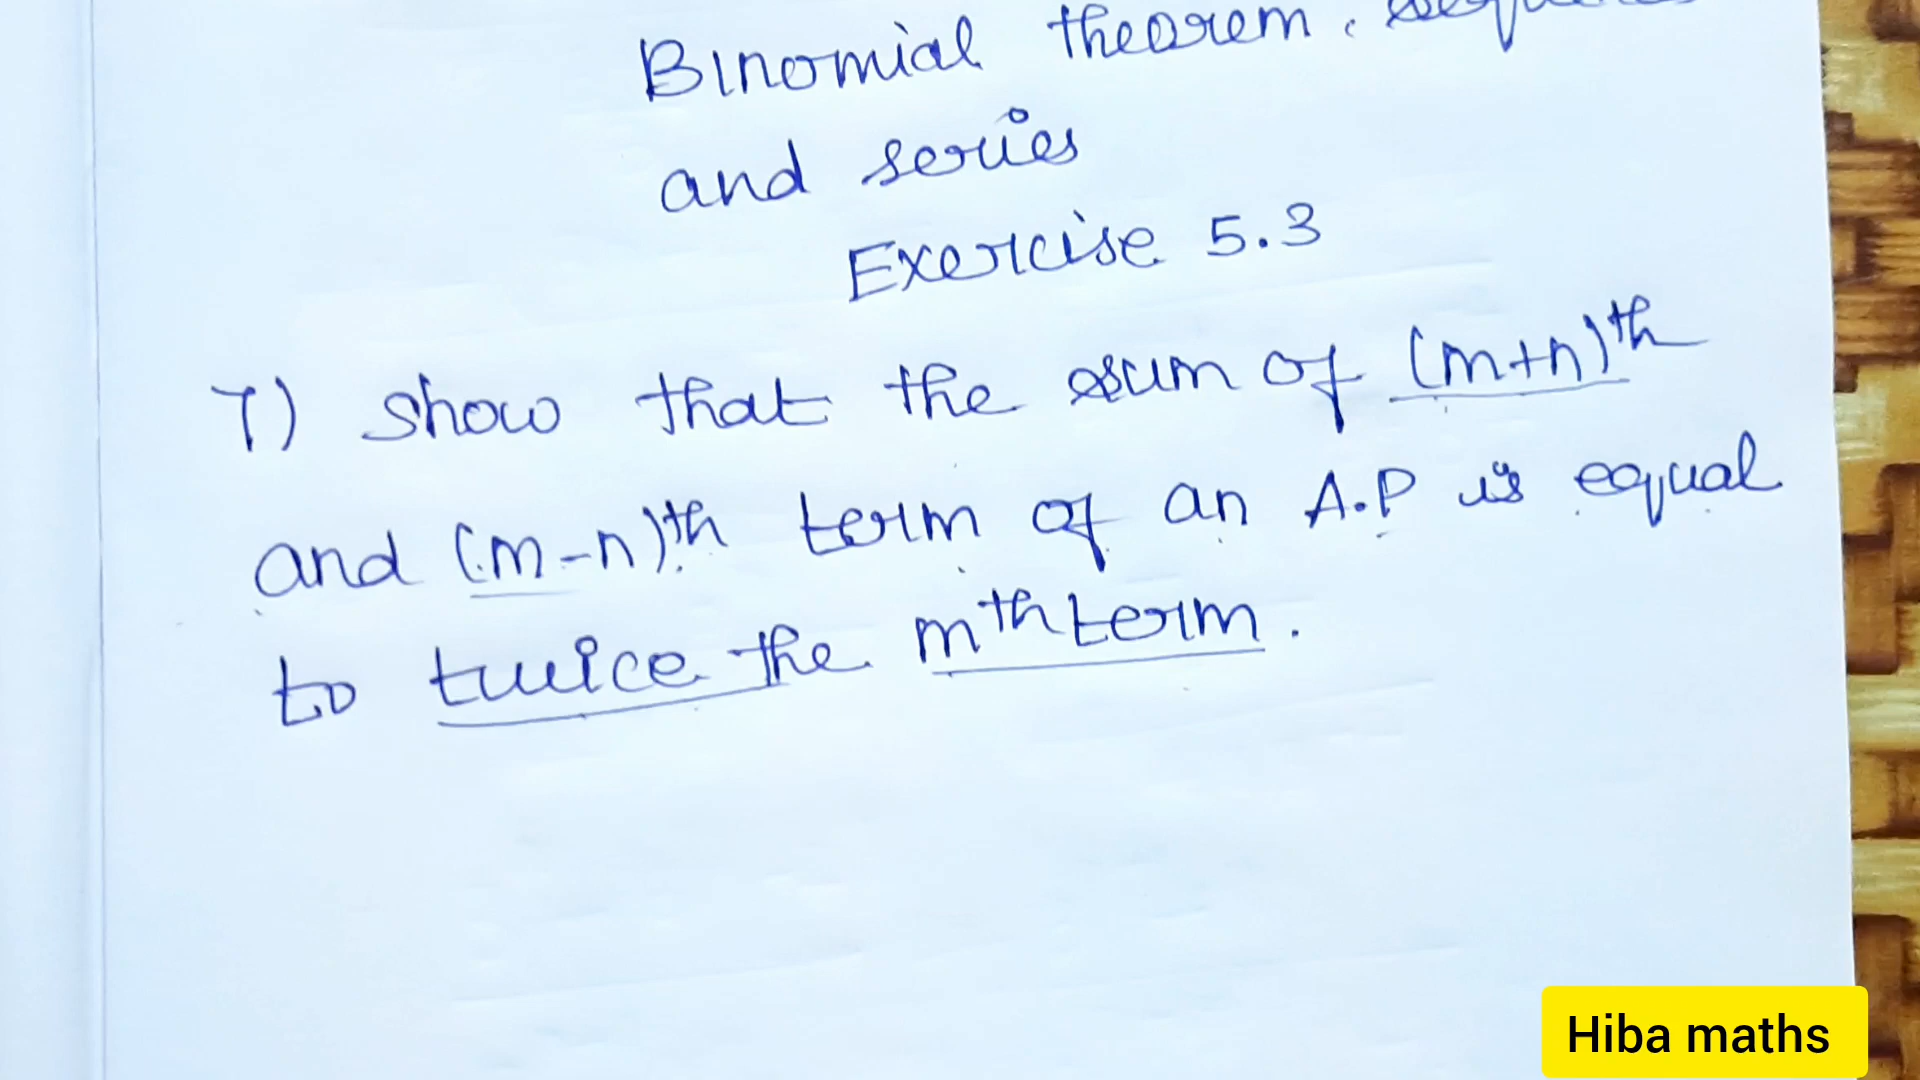 Binomial theorem.
and series
Exercise 5.3
7) show that the sum of (m+n)th
and (m-n)th term of an A.P is equal
to twice the mth term.
Hiba maths